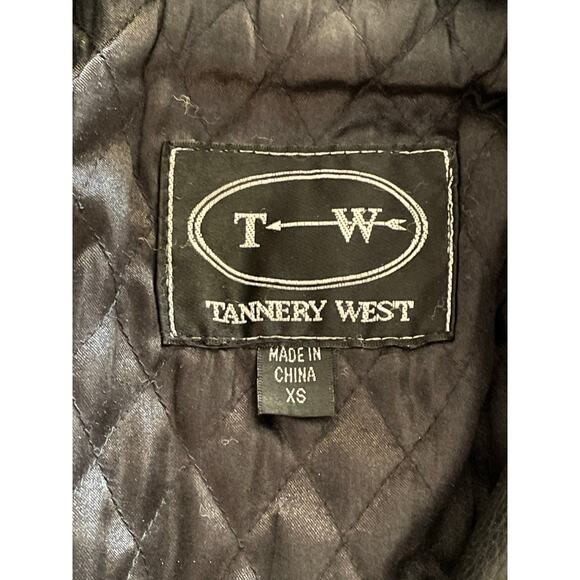 T W
TANNERY WEST
MADE IN
CHINA
XS